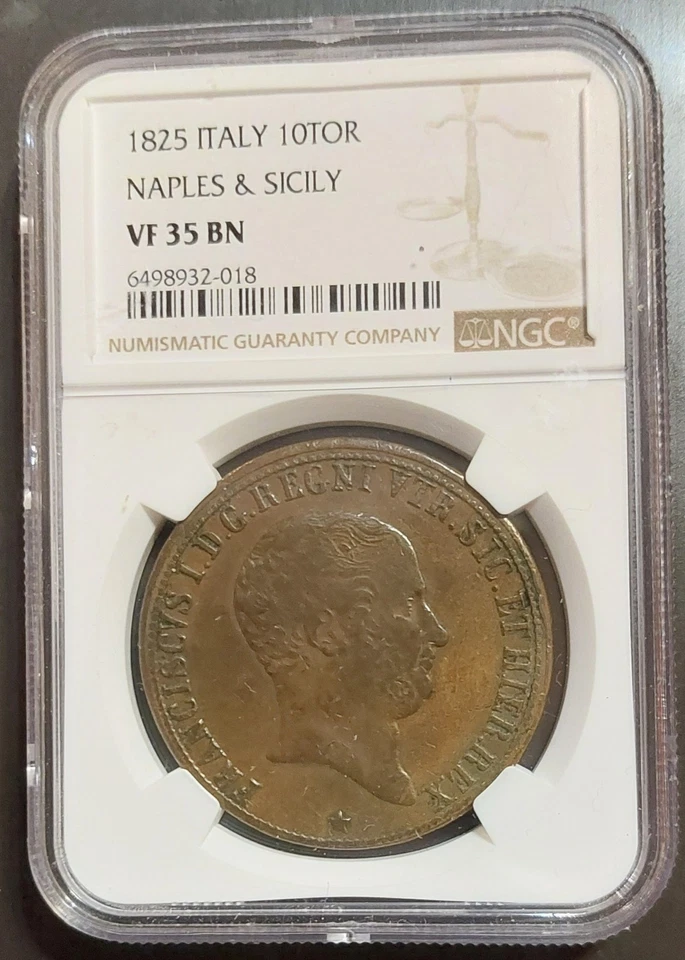 1825 ITALY 10TOR
NAPLES & SICILY
VF 35 BN
6498932-018
NUMISMATIC GUARANTY COMPANY
NGC®
FRANCISCVS I.D.G.REGNI VTR.SIC.ET HIER.REX